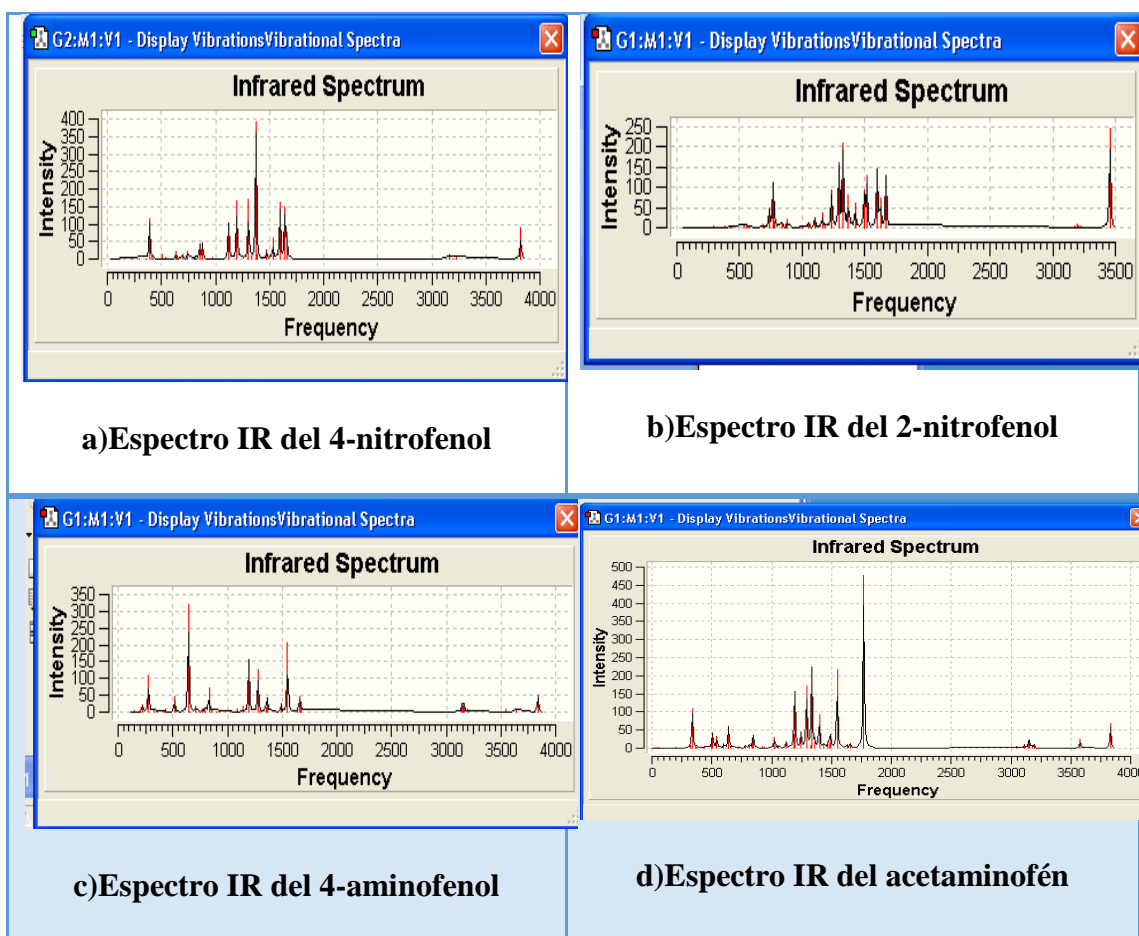 G2:M1:V1 - Display VibrationsVibrational Spectra
Infrared Spectrum
Intensity
400
350
300
250
200
150
100
50
0
0 500 1000 1500 2000 2500 3000 3500 4000
Frequency
a)Espectro IR del 4-nitrofenol
G1:M1:V1 - Display VibrationsVibrational Spectra
Infrared Spectrum
Intensity
250
200
150
100
50
0
0 500 1000 1500 2000 2500 3000 3500
Frequency
b)Espectro IR del 2-nitrofenol
G1:M1:V1 - Display VibrationsVibrational Spectra
Infrared Spectrum
Intensity
350
300
250
200
150
100
50
0
0 500 1000 1500 2000 2500 3000 3500 4000
Frequency
c)Espectro IR del 4-aminofenol
G1:M1:V1 - Display VibrationsVibrational Spectra
Infrared Spectrum
Intensity
500
450
400
350
300
250
200
150
100
50
0
0 500 1000 1500 2000 2500 3000 3500 400
Frequency
d)Espectro IR del acetaminofén